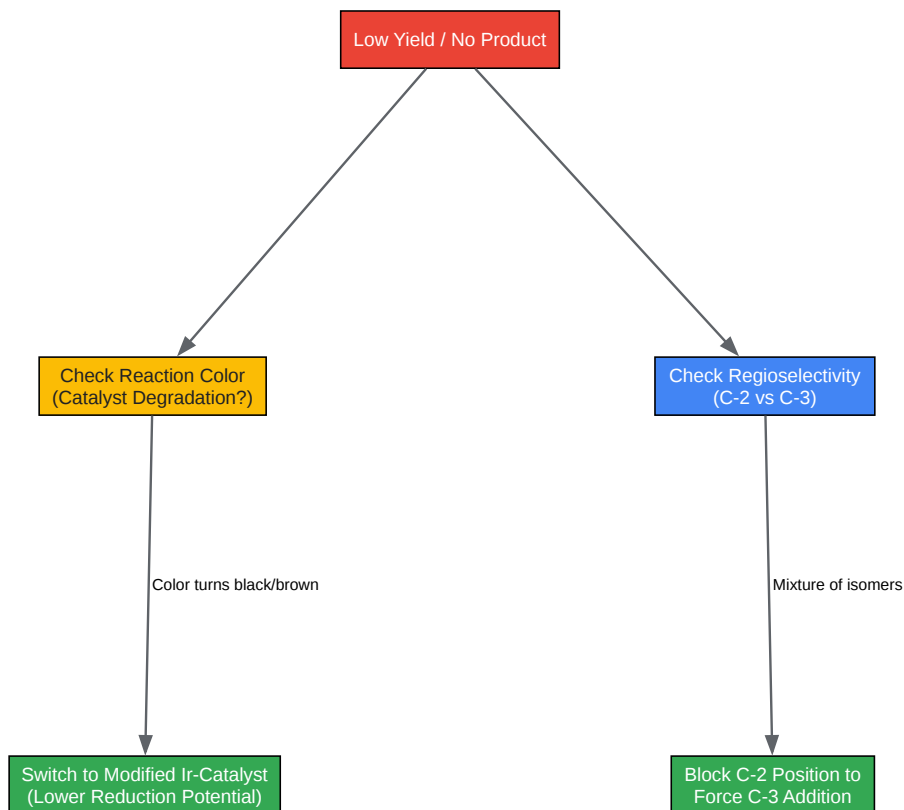 Low Yield / No Product
Check Reaction Color
(Catalyst Degradation?)
Check Regioselectivity
(C-2 vs C-3)
Color turns black/brown
Mixture of isomers
Switch to Modified Ir-Catalyst
(Lower Reduction Potential)
Block C-2 Position to
Force C-3 Addition